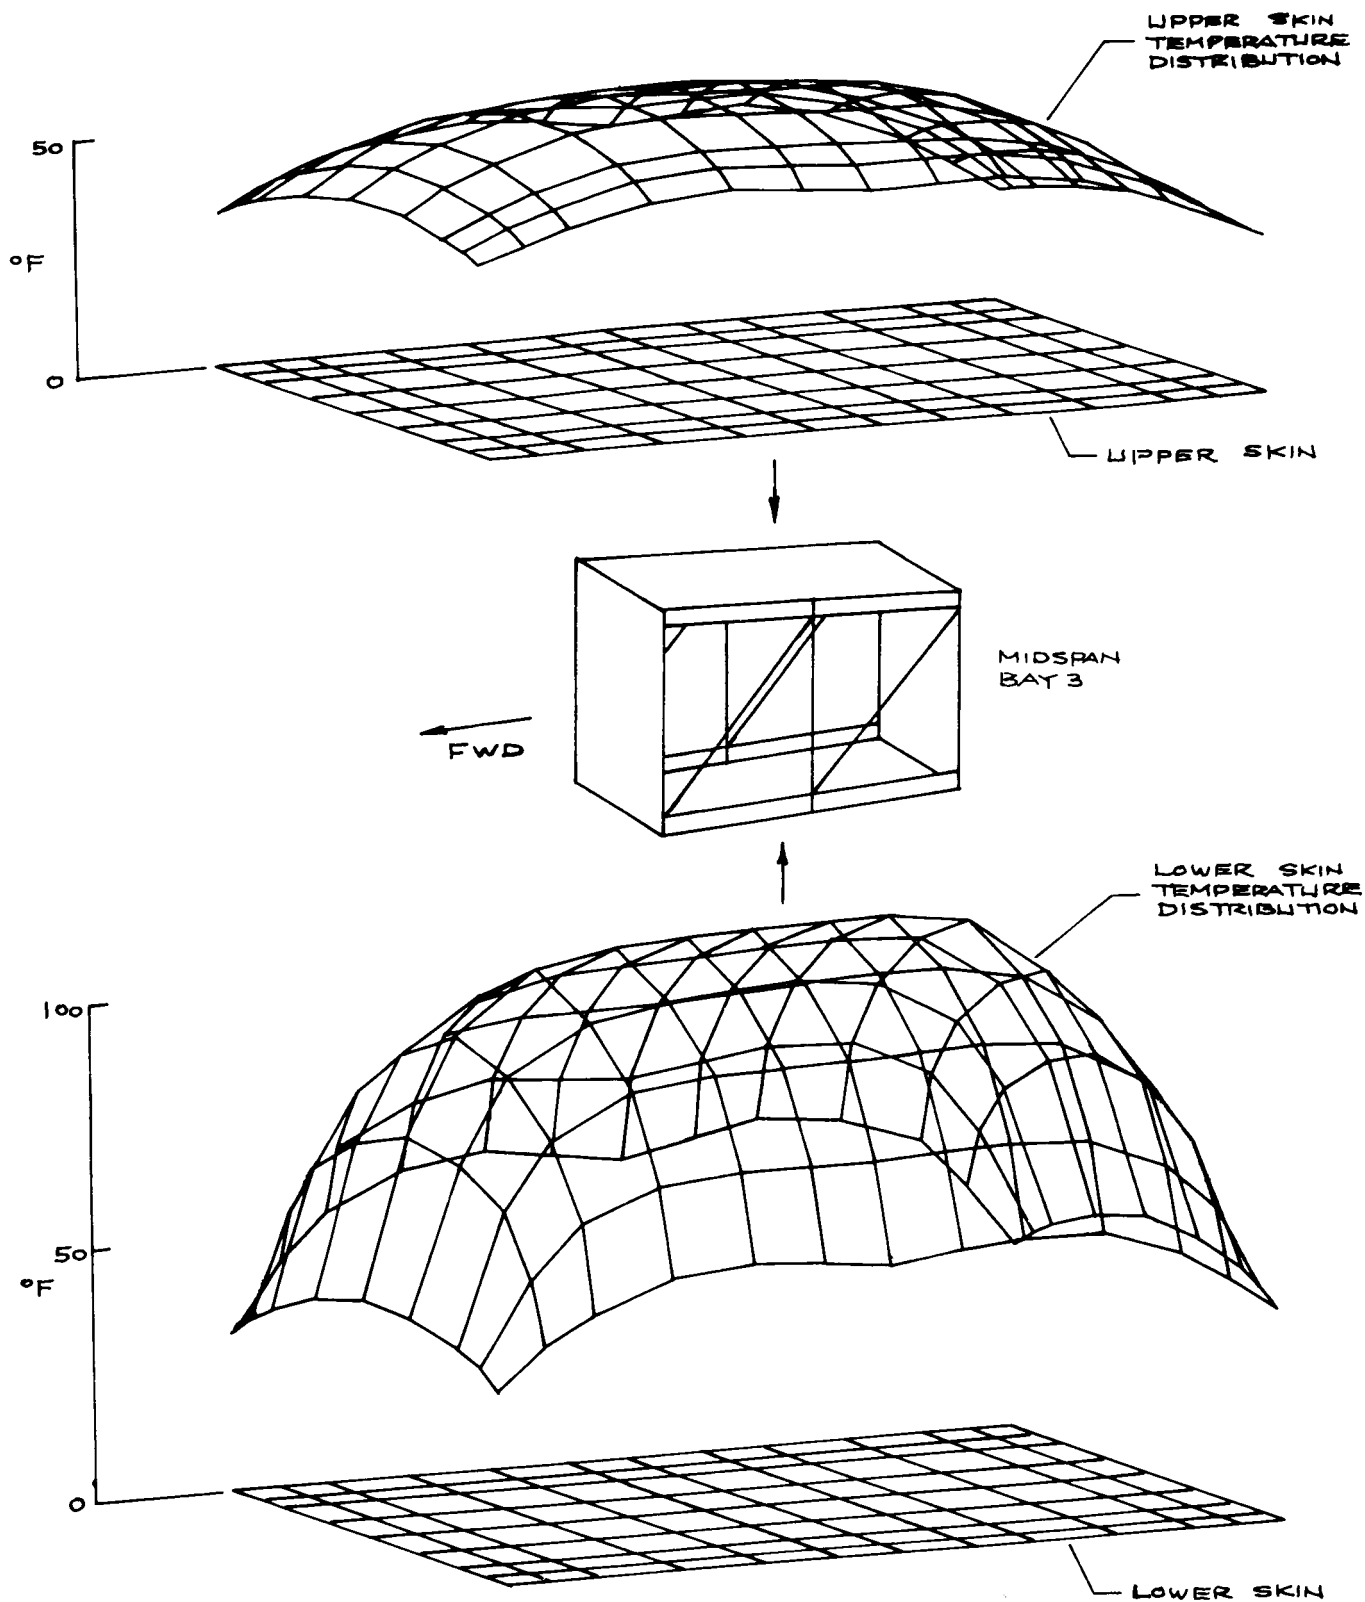 UPPER SKIN
TEMPERATURE
DISTRIBUTION
50
°F
0
UPPER SKIN
MIDSPAN
BAY 3
FWD
LOWER SKIN
TEMPERATURE
DISTRIBUTION
100
50
°F
0
LOWER SKIN